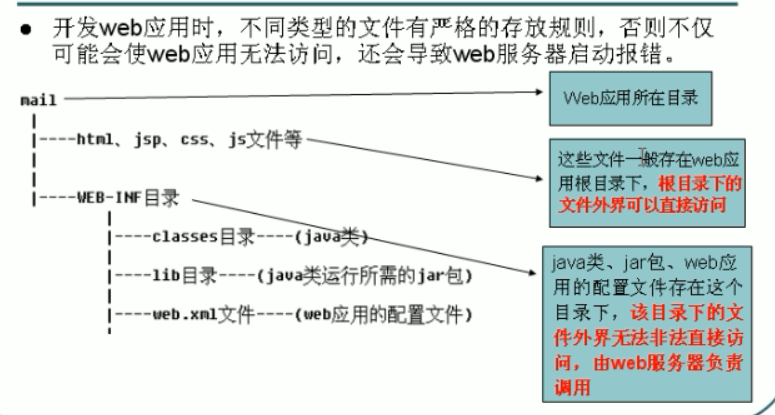 ● 开发web应用时，不同类型的文件有严格的存放规则，否则不仅
可能会使web应用无法访问，还会导致web服务器启动报错。
mail
Web应用所在目录
|----html、jsp、css、js文件等
这些文件一般存在web应
用根目录下，根目录下的
文件外界可以直接访问
|----WEB-INF目录
|----classes目录----(java类)
|----lib目录----(java类运行所需的jar包)
|----web.xml文件----(web应用的配置文件)
java类、jar包、web应
用的配置文件存在这个
目录下，该目录下的文
件外界无法非法直接访
问，由web服务器负责
调用